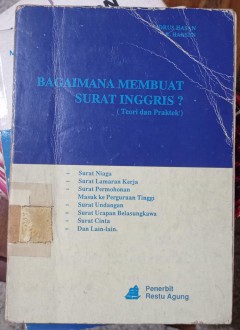 BAGAIMANA MEMBUAT
SURAT INGGRIS ?
( Teori dan Praktek )
– Surat Niaga
– Surat Lamaran Kerja
– Surat Permohonan
Masuk ke Perguruan Tinggi
– Surat Undangan
– Surat Ucapan Belasungkawa
– Surat Cinta
– Dan Lain-lain.
Penerbit
Restu Agung